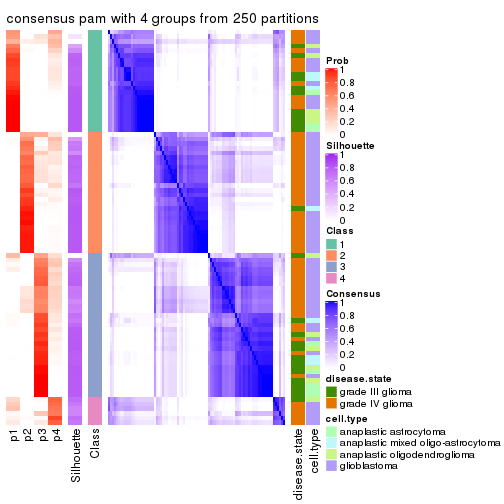 consensus pam with 4 groups from 250 partitions
Prob
1
0.8
0.6
0.4
0.2
0
Silhouette
1
0.8
0.6
0.4
0.2
0
Class
1
2
3
4
Consensus
1
0.8
0.6
0.4
0.2
0
disease.state
grade III glioma
grade IV glioma
cell.type
anaplastic astrocytoma
anaplastic mixed oligo-astrocytoma
anaplastic oligodendroglioma
glioblastoma
p1
p2
p3
p4
Silhouette
Class
disease.state
cell.type